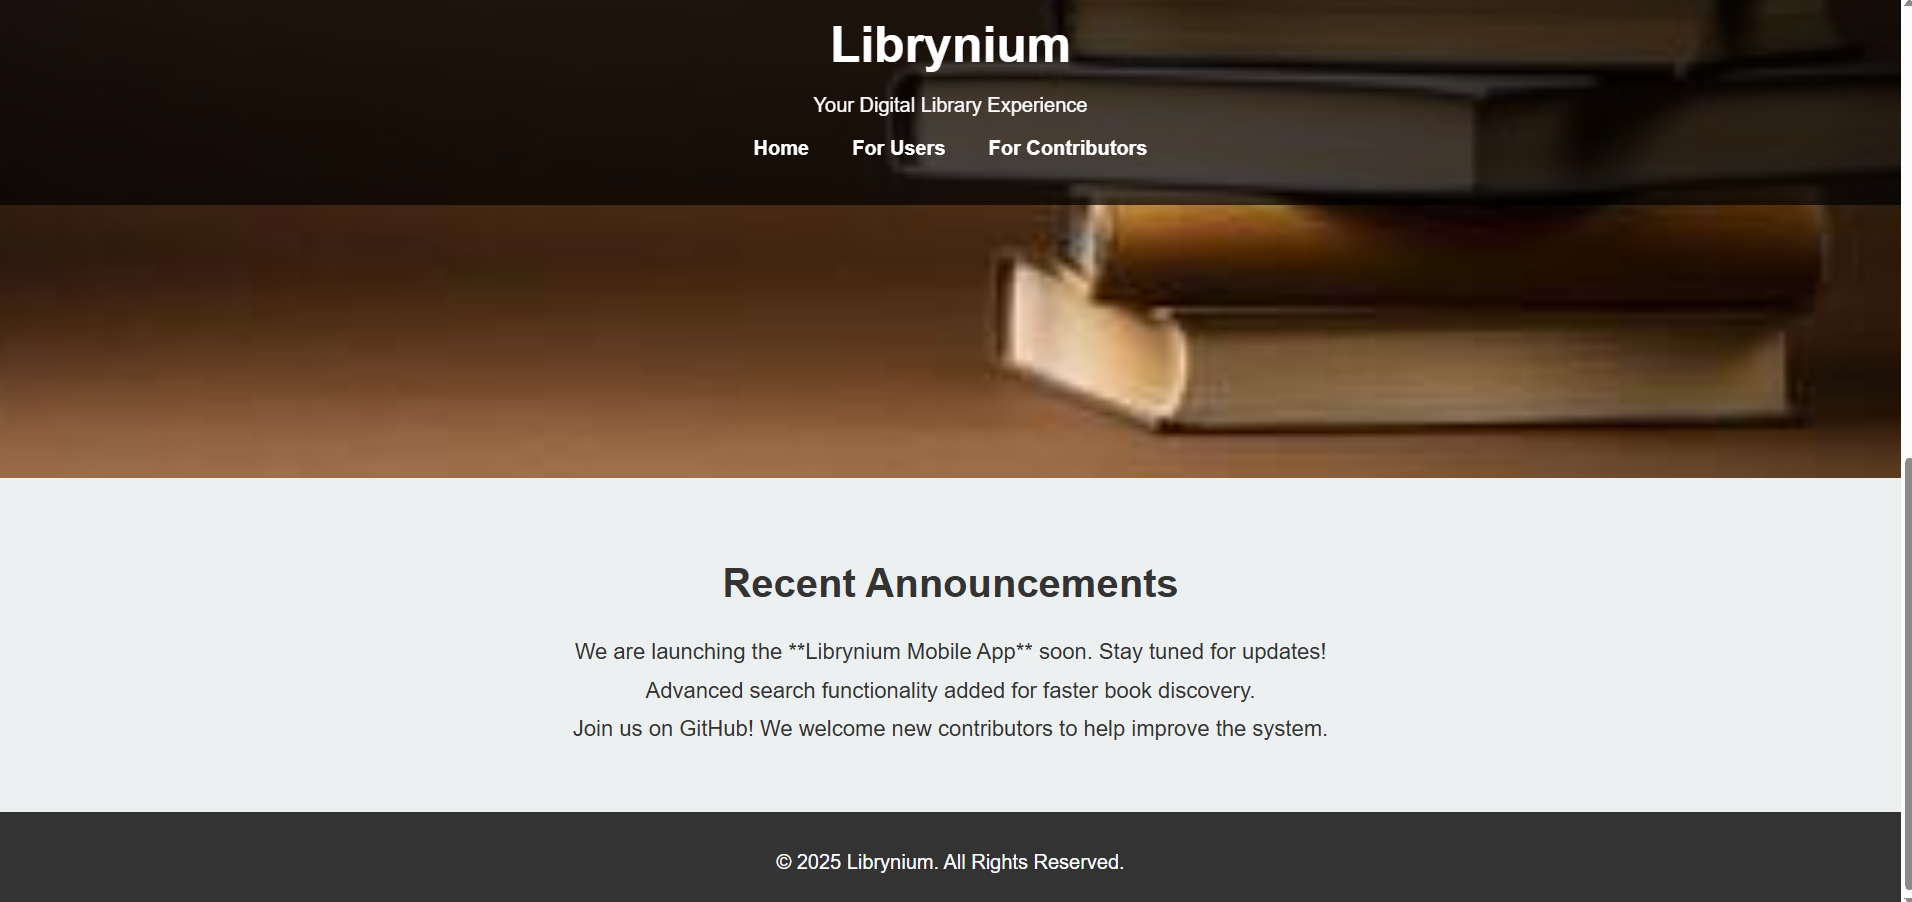 Librynium
Your Digital Library Experience
Home For Users For Contributors
Recent Announcements
We are launching the **Librynium Mobile App** soon. Stay tuned for updates!
Advanced search functionality added for faster book discovery.
Join us on GitHub! We welcome new contributors to help improve the system.
© 2025 Librynium. All Rights Reserved.